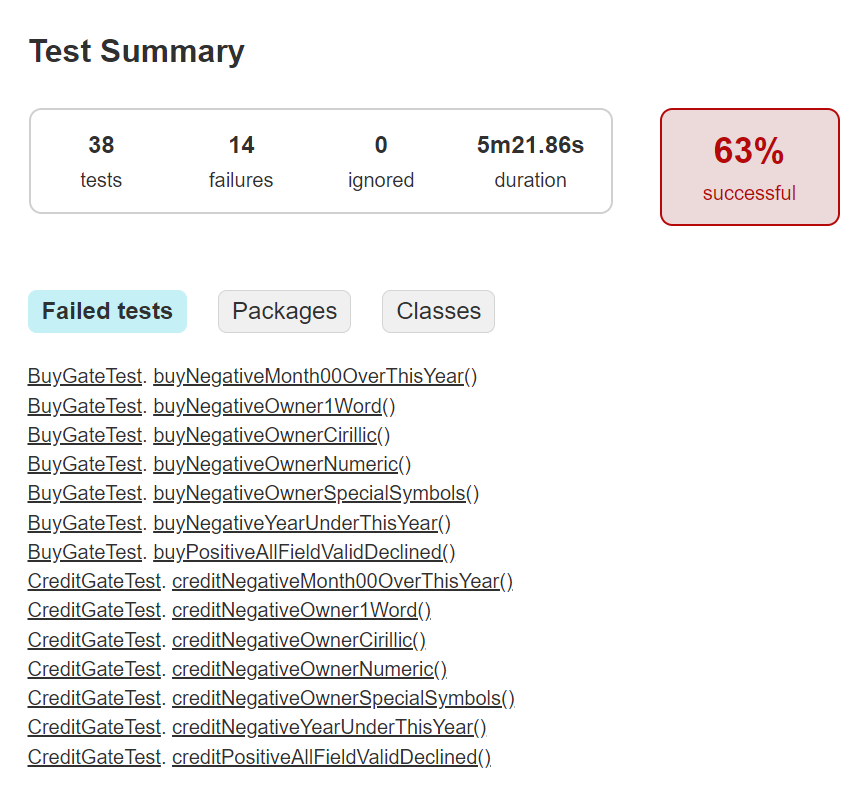 Test Summary
38 14 0 5m21.86s
tests failures ignored duration
63%
successful
Failed tests Packages Classes
BuyGateTest. buyNegativeMonth00OverThisYear()
BuyGateTest. buyNegativeOwner1Word()
BuyGateTest. buyNegativeOwnerCirillic()
BuyGateTest. buyNegativeOwnerNumeric()
BuyGateTest. buyNegativeOwnerSpecialSymbols()
BuyGateTest. buyNegativeYearUnderThisYear()
BuyGateTest. buyPositiveAllFieldValidDeclined()
CreditGateTest. creditNegativeMonth00OverThisYear()
CreditGateTest. creditNegativeOwner1Word()
CreditGateTest. creditNegativeOwnerCirillic()
CreditGateTest. creditNegativeOwnerNumeric()
CreditGateTest. creditNegativeOwnerSpecialSymbols()
CreditGateTest. creditNegativeYearUnderThisYear()
CreditGateTest. creditPositiveAllFieldValidDeclined()